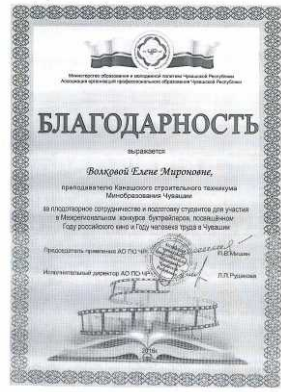 Министерство образования и молодежной политики Чувашской Республики
Ассоциация организаций профессионального образования Чувашской Республики
БЛАГОДАРНОСТЬ
выражается
Волковой Елене Мироновне,
преподавателю Канашского строительного техникума
Минобразования Чувашии
за плодотворное сотрудничество и подготовку студентов для участия
в Межрегиональном конкурсе буктрейлеров, посвящённом
Году российского кино и Году человека труда в Чувашии
Председатель правления АО ПО ЧР
Исполнительный директор АО ПО ЧР
2016г.